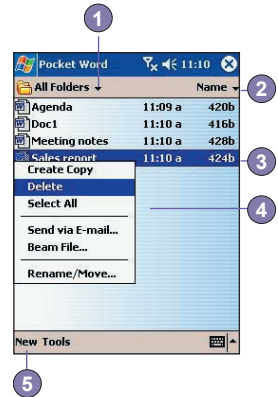 1
Pocket Word 11:10
All Folders Name
2
Agenda 11:09 a 420b
Doc1 11:10 a 416b
Meeting notes 11:10 a 428b
Sales report 11:10 a 424b
3
Create Copy
Delete
Select All
4
Send via E-mail...
Beam File...
Rename/Move...
New Tools
5